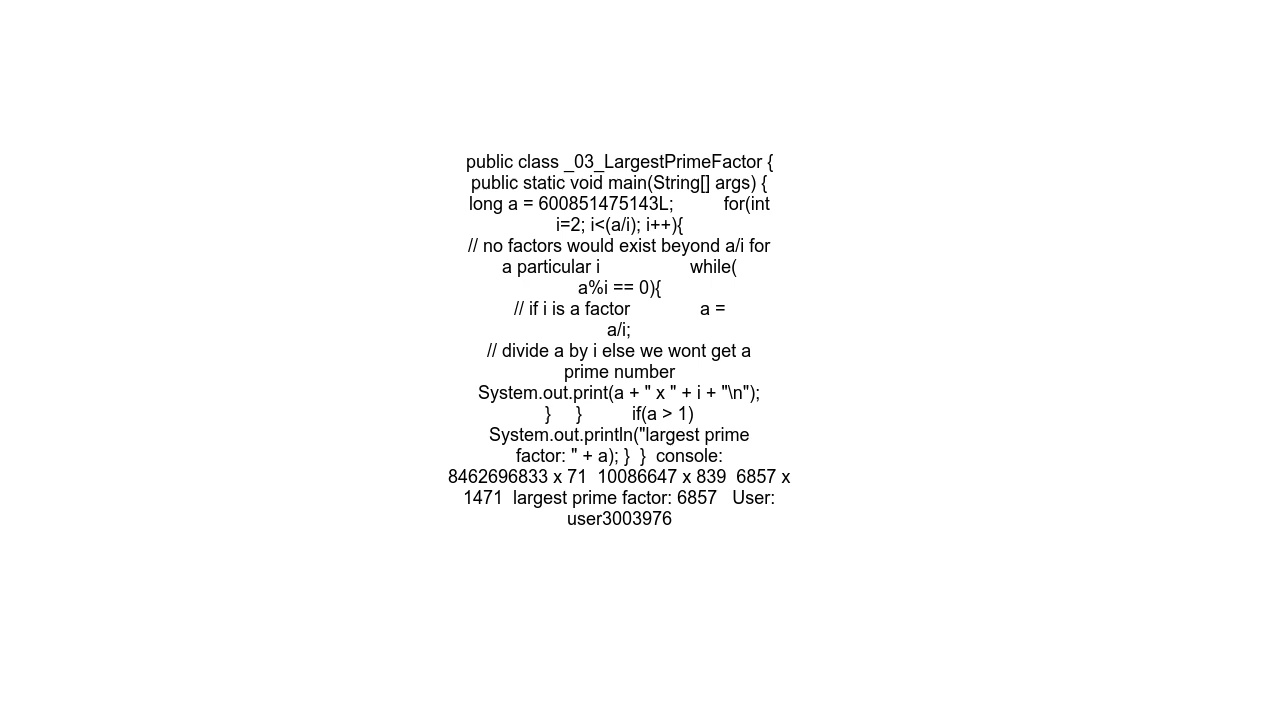 public class _03_LargestPrimeFactor {
public static void main(String[] args) {
long a = 600851475143L;          for(int
i=2; i<(a/i); i++){
// no factors would exist beyond a/i for
a particular i                  while(
a%i == 0){
// if i is a factor              a =
a/i;
// divide a by i else we wont get a
prime number
System.out.print(a + " x " + i + "\n");
}     }          if(a > 1)
System.out.println("largest prime
factor: " + a); }  }  console:
8462696833 x 71  10086647 x 839  6857 x
1471  largest prime factor: 6857   User:
user3003976